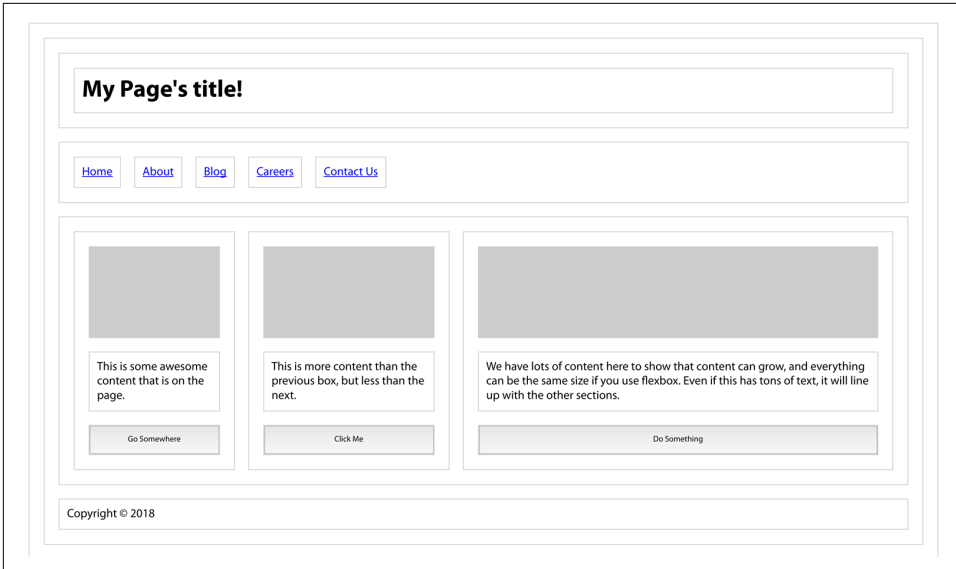 My Page's title!
Home About Blog Careers Contact Us
This is some awesome
content that is on the
page.
Go Somewhere
This is more content than the
previous box, but less than the
next.
Click Me
We have lots of content here to show that content can grow, and everything
can be the same size if you use flexbox. Even if this has tons of text, it will line
up with the other sections.
Do Something
Copyright © 2018